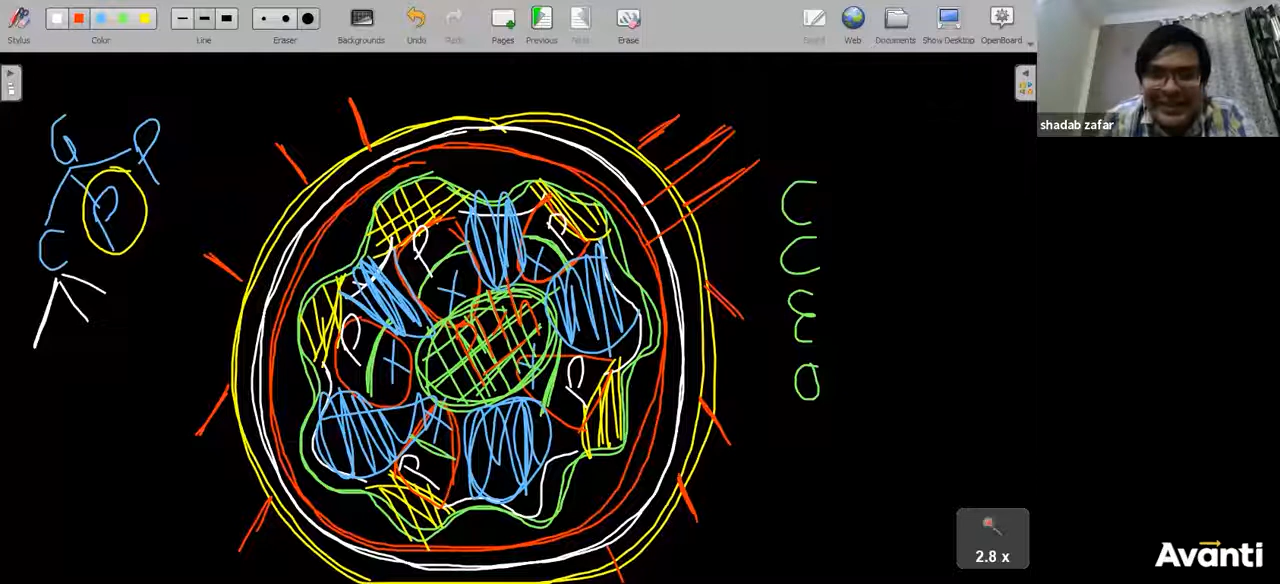 Stylus Color Line Eraser Backgrounds Undo Redo Pages Previous Next Erase Board Web Documents Show Desktop OpenBoard
shadab zafar
G P
P
C
P P
P
P
P
X X
X X
X
C
C
E
O
2.8 x
Avanti